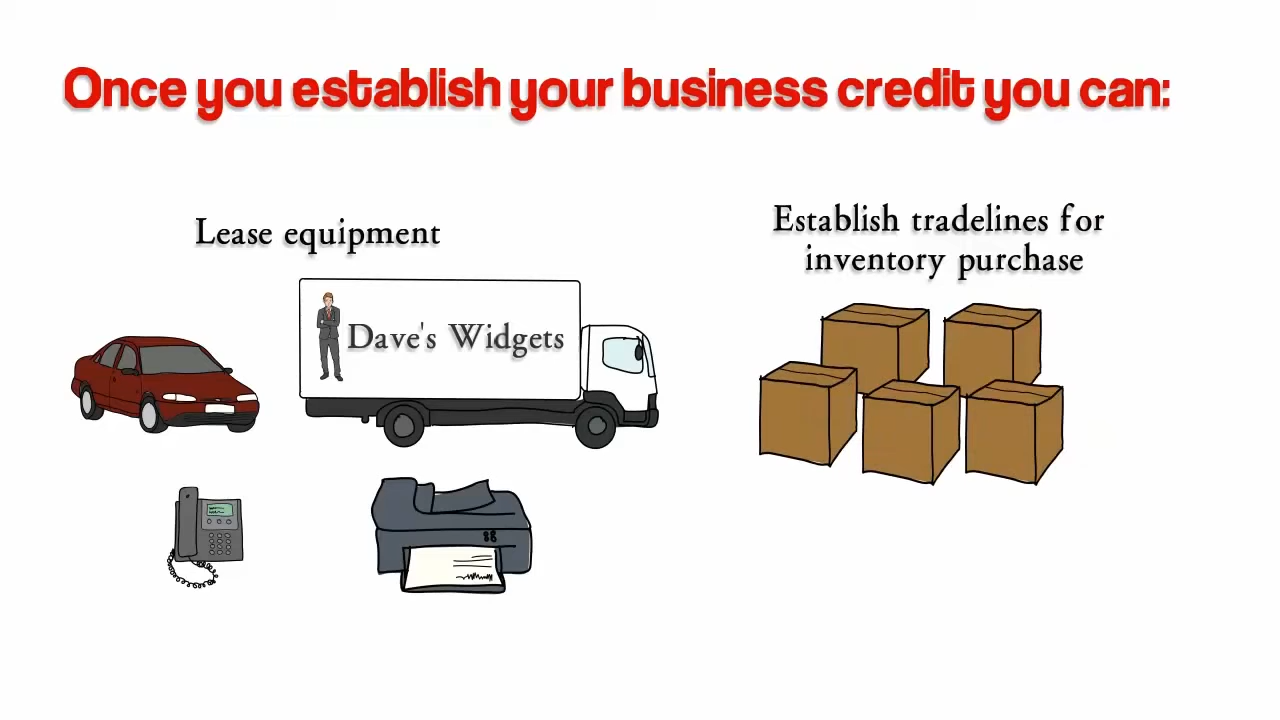 Once you establish your business credit you can:
Lease equipment
Establish tradelines for
inventory purchase
Dave's Widgets